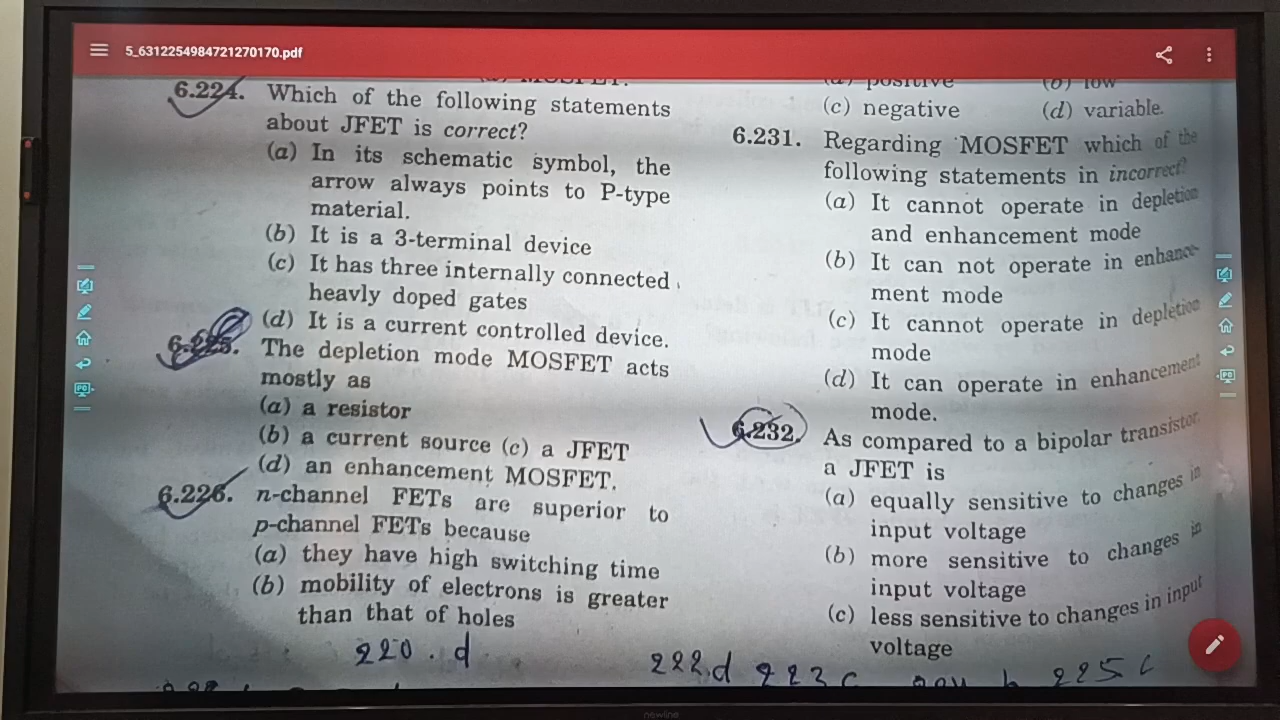 5_6312254984721270170.pdf
6.224. Which of the following statements
about JFET is correct?
(a) In its schematic symbol, the
arrow always points to P-type
material.
(b) It is a 3-terminal device
(c) It has three internally connected
heavly doped gates
(d) It is a current controlled device.
6.225. The depletion mode MOSFET acts
mostly as
(a) a resistor
(b) a current source (c) a JFET
(d) an enhancement MOSFET.
6.226. n-channel FETs are superior to
p-channel FETs because
(a) they have high switching time
(b) mobility of electrons is greater
than that of holes
220. d
(a) positive (b) low
(c) negative (d) variable.
6.231. Regarding MOSFET which of the
following statements in incorrect?
(a) It cannot operate in depletion
and enhancement mode
(b) It can not operate in enhance-
ment mode
(c) It cannot operate in depletion
mode
(d) It can operate in enhancement
mode.
6.232. As compared to a bipolar transistor,
a JFET is
(a) equally sensitive to changes in
input voltage
(b) more sensitive to changes in
input voltage
(c) less sensitive to changes in input
voltage
222.d 223 c 225 c
newline